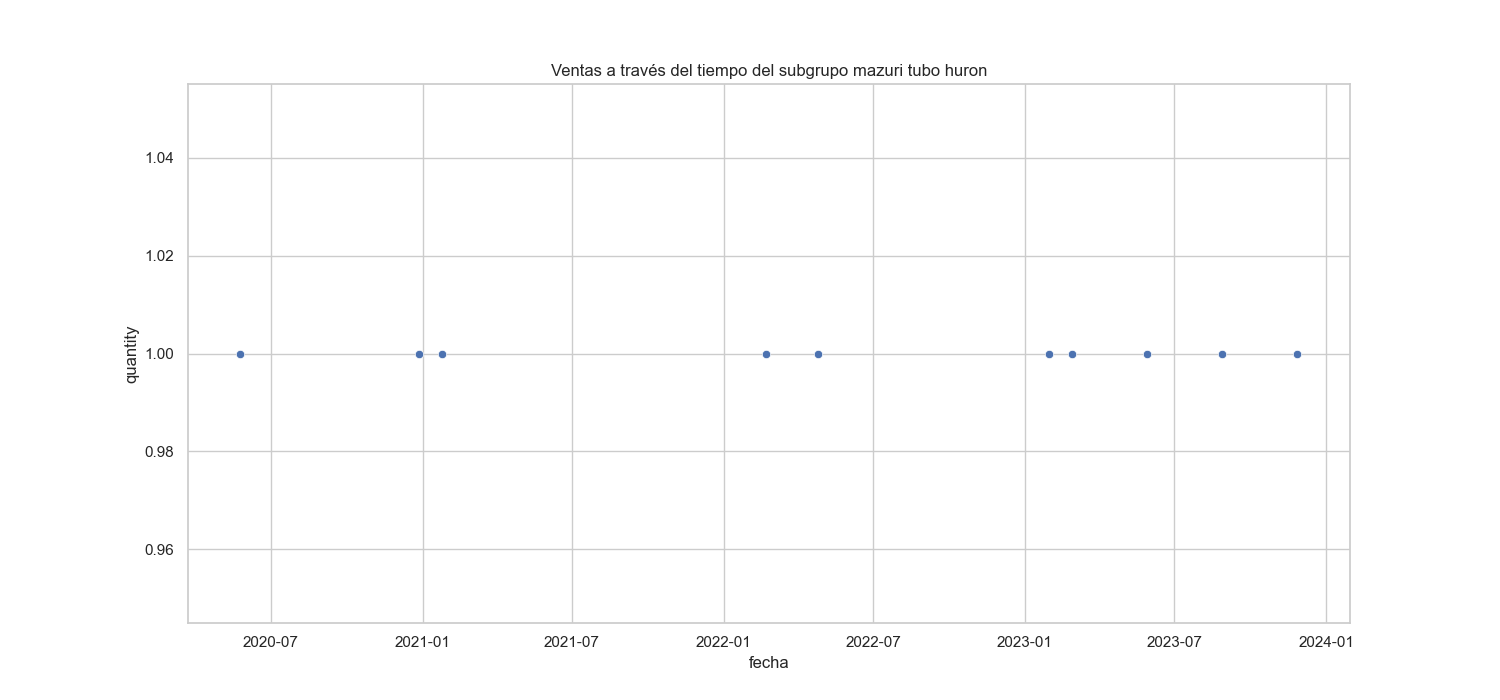 Ventas a través del tiempo del subgrupo mazuri tubo huron
1.04
1.02
1.00
0.98
0.96
quantity
2020-07 2021-01 2021-07 2022-01 2022-07 2023-01 2023-07 2024-01
fecha